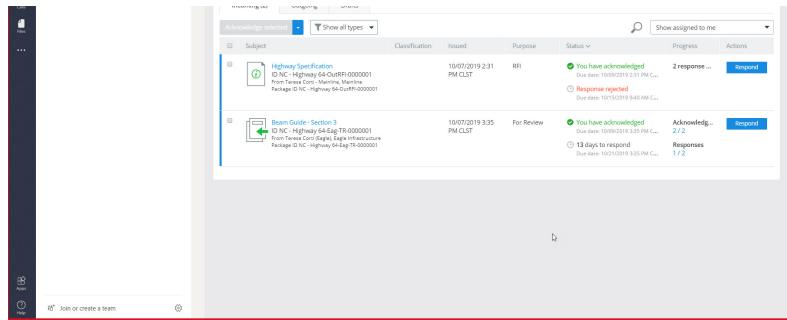 Calls
Incoming (2) Outgoing Drafts
Files
Acknowledge selected Show all types Show assigned to me
Subject Classification Issued Purpose Status Progress Actions
Highway Specification 10/07/2019 2:31 RFI You have acknowledged 2 response ... Respond
ID NC - Highway 64-OutRFI-0000001 PM CLST Due date: 10/09/2019 2:31 PM C...
From Teresa Corti - Mainline, Mainline
Package ID NC - Highway 64-OutRFI-0000001 Response rejected
Due date: 10/15/2019 9:40 AM C...
Beam Guide - Section 3 10/07/2019 3:35 For Review You have acknowledged Acknowledg... Respond
ID NC - Highway 64-Eag-TR-0000001 PM CLST Due date: 10/09/2019 3:35 PM C... 2 / 2
From Teresa Corti (Eagle), Eagle Infrastructure
Package ID NC - Highway 64-Eag-TR-0000001 13 days to respond Responses
Due date: 10/21/2019 3:35 PM C... 1 / 2
Apps
Join or create a team
Help